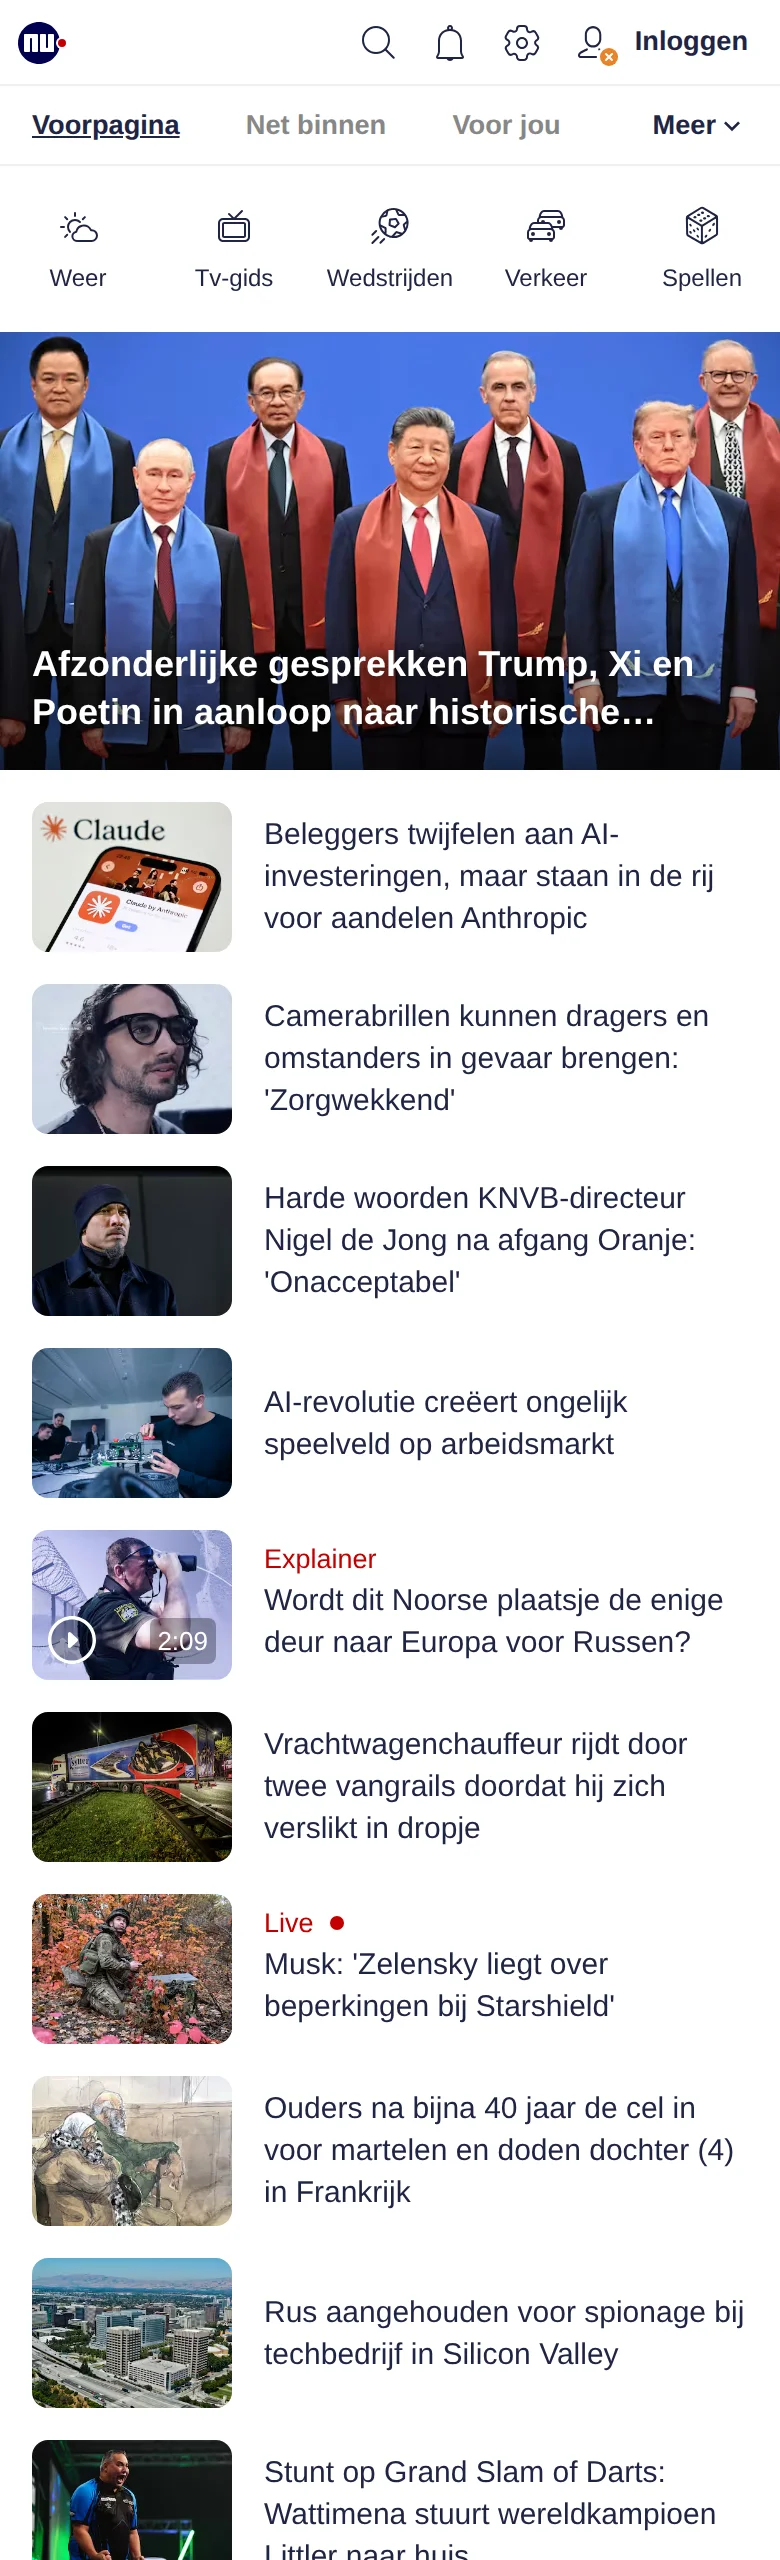 nu
Inloggen
Voorpagina
Net binnen
Voor jou
Meer
Weer
Tv-gids
Wedstrijden
Verkeer
Spellen
Afzonderlijke gesprekken Trump, Xi en
Poetin in aanloop naar historische...
Claude
Claude by Anthropic
Beleggers twijfelen aan AI-
investeringen, maar staan in de rij
voor aandelen Anthropic
Camerabrillen kunnen dragers en
omstanders in gevaar brengen:
'Zorgwekkend'
Harde woorden KNVB-directeur
Nigel de Jong na afgang Oranje:
'Onacceptabel'
AI-revolutie creëert ongelijk
speelveld op arbeidsmarkt
2:09
Explainer
Wordt dit Noorse plaatsje de enige
deur naar Europa voor Russen?
Vrachtwagenchauffeur rijdt door
twee vangrails doordat hij zich
verslikt in dropje
Live
Musk: 'Zelensky liegt over
beperkingen bij Starshield'
Ouders na bijna 40 jaar de cel in
voor martelen en doden dochter (4)
in Frankrijk
Rus aangehouden voor spionage bij
techbedrijf in Silicon Valley
Stunt op Grand Slam of Darts:
Wattimena stuurt wereldkampioen
Littler naar huis